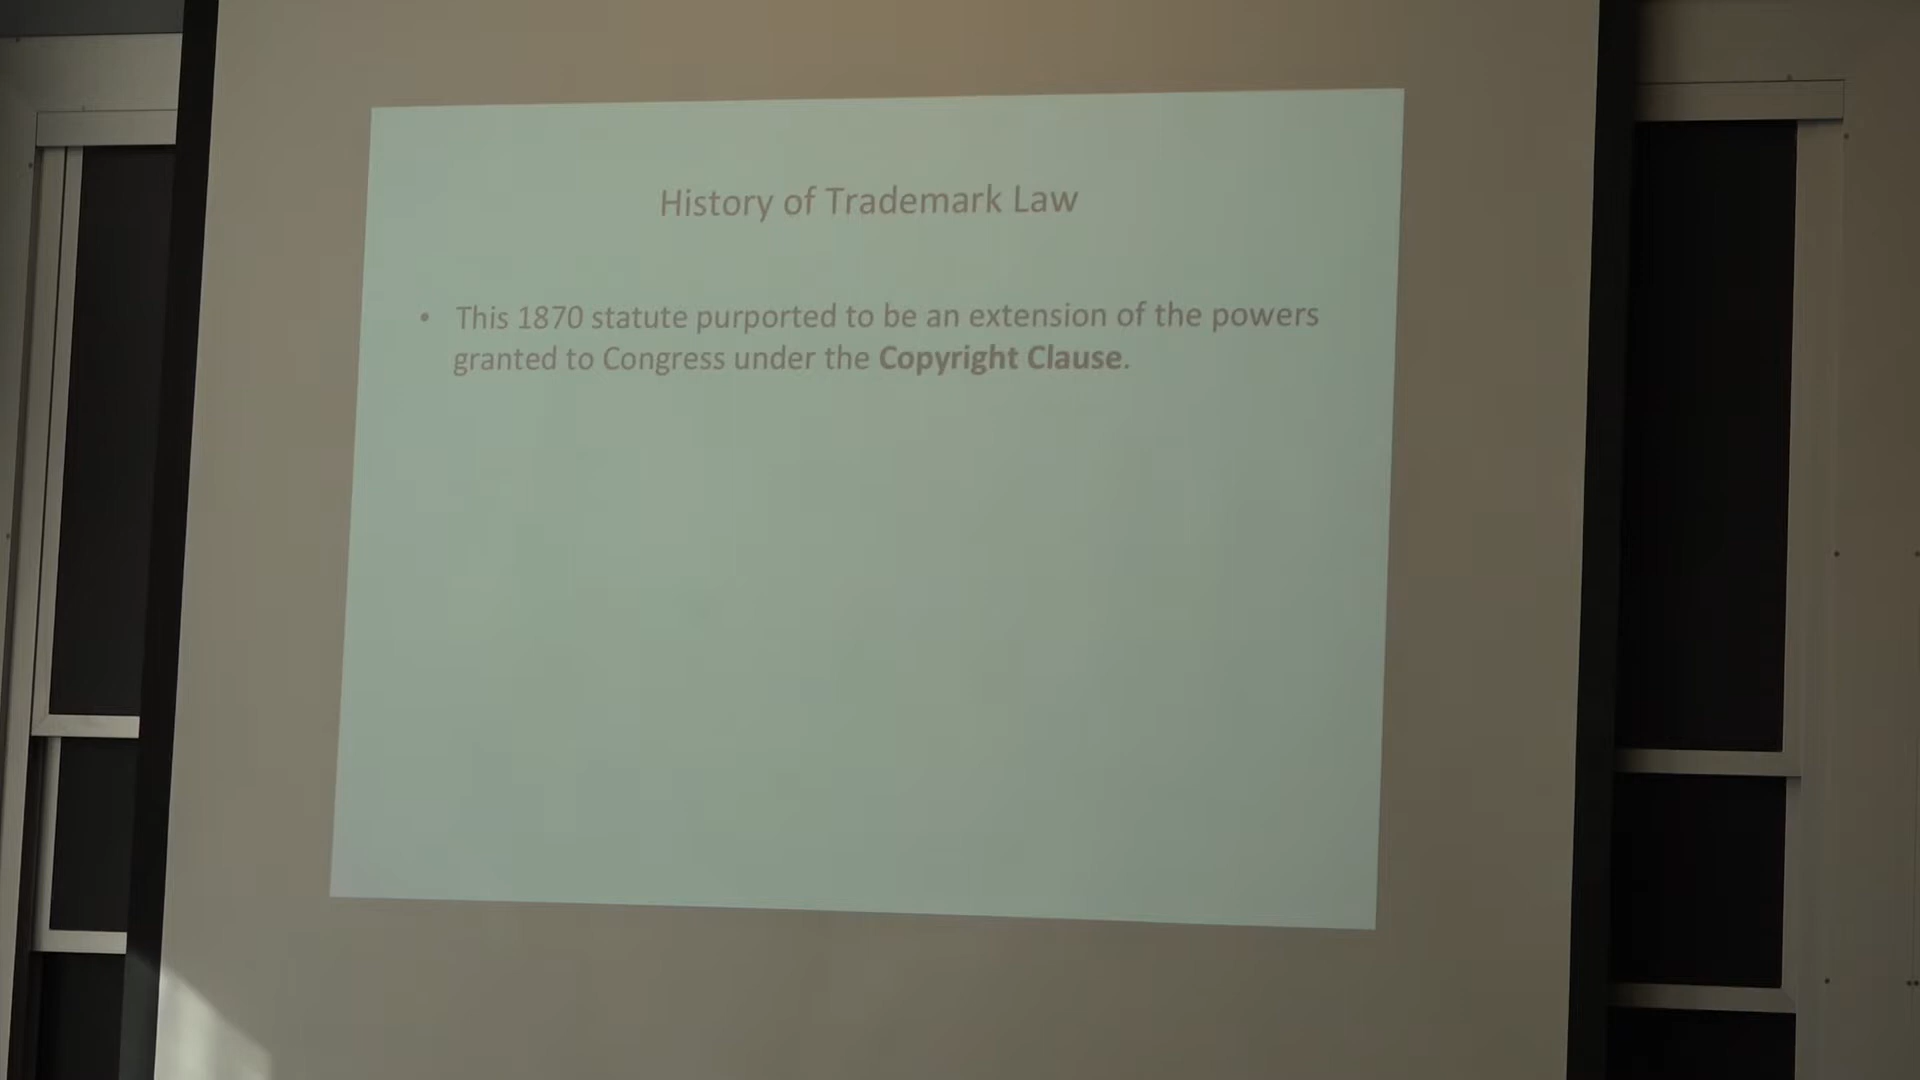 History of Trademark Law
• This 1870 statute purported to be an extension of the powers
granted to Congress under the Copyright Clause.